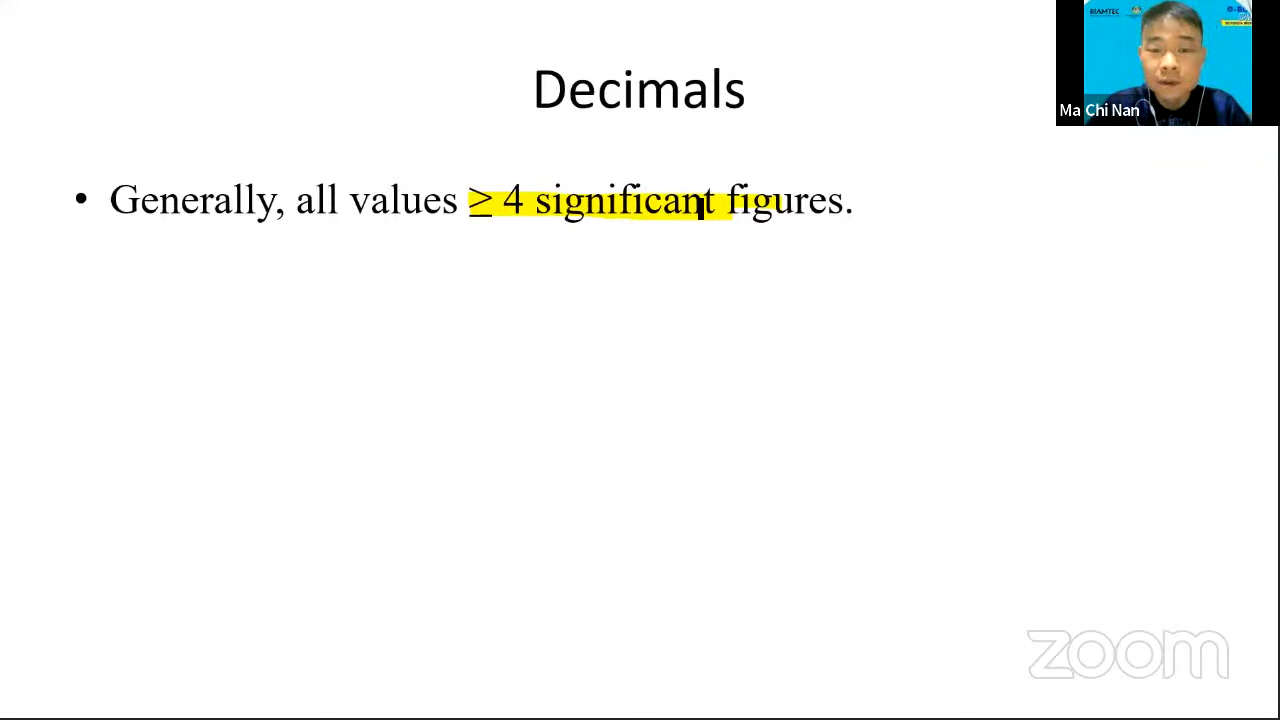 Decimals
• Generally, all values ≥ 4 significant figures.
Ma Chi Nan
zoom